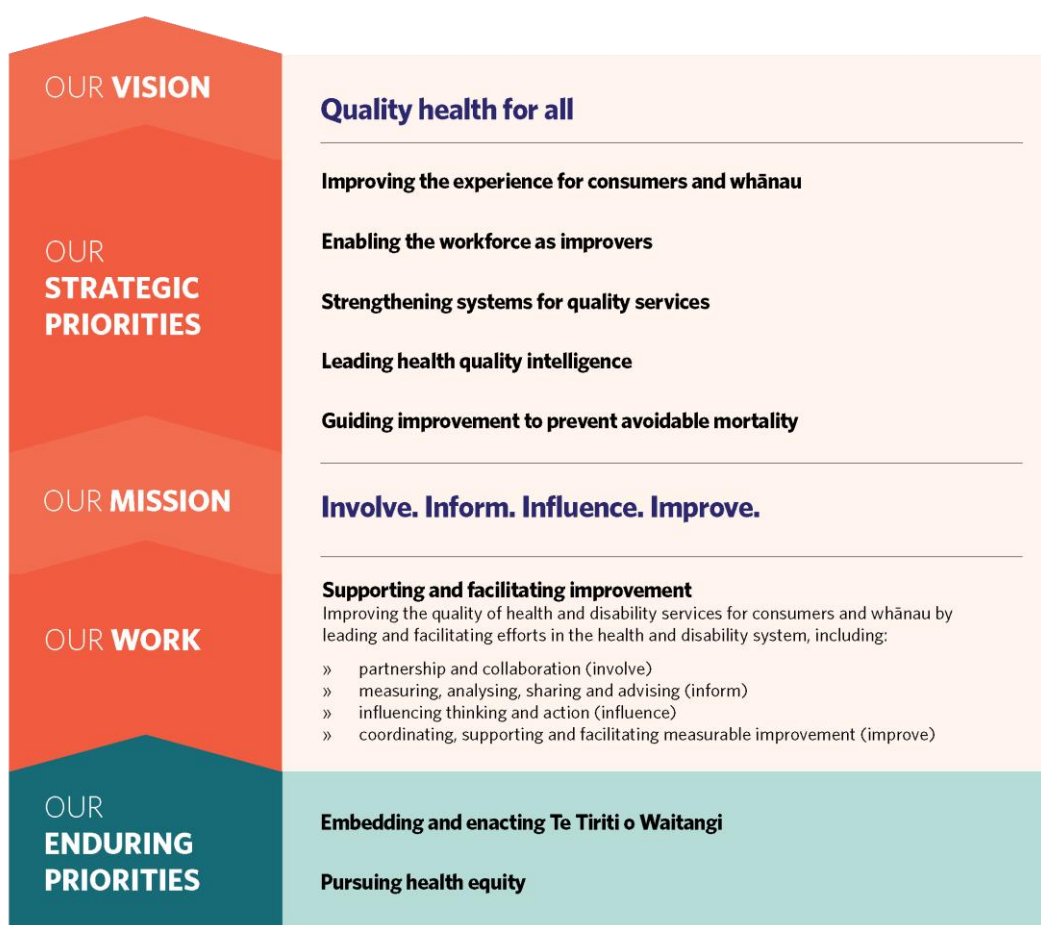 OUR VISION
Quality health for all
OUR
STRATEGIC
PRIORITIES
Improving the experience for consumers and whānau
Enabling the workforce as improvers
Strengthening systems for quality services
Leading health quality intelligence
Guiding improvement to prevent avoidable mortality
OUR MISSION
Involve. Inform. Influence. Improve.
OUR WORK
Supporting and facilitating improvement
Improving the quality of health and disability services for consumers and whānau by
leading and facilitating efforts in the health and disability system, including:
» partnership and collaboration (involve)
» measuring, analysing, sharing and advising (inform)
» influencing thinking and action (influence)
» coordinating, supporting and facilitating measurable improvement (improve)
OUR
ENDURING
PRIORITIES
Embedding and enacting Te Tiriti o Waitangi
Pursuing health equity